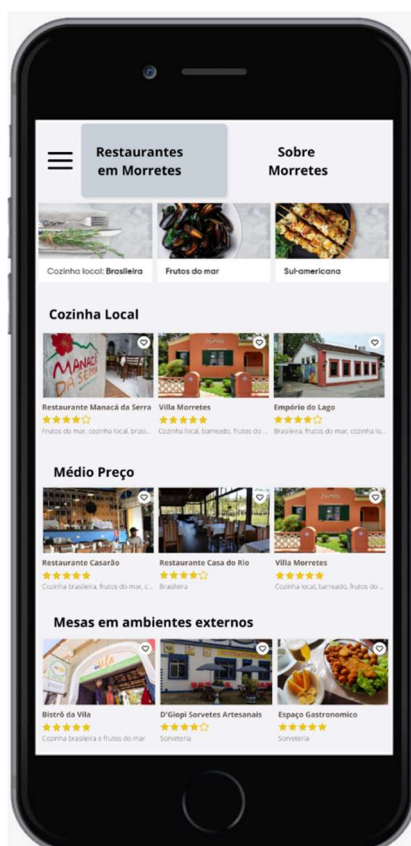 Restaurantes
em Morretes
Sobre
Morretes
Cozinha local: Brasileira
Frutos do mar
Sul-americana
Cozinha Local
MANACÁ
DA SERRA
Restaurante Manacá da Serra
Villa Morretes
Empório do Lago
Frutos do mar, cozinha local, brasi...
Cozinha local, barreado, frutos do ...
Brasileira, frutos do mar, cozinha lo...
Médio Preço
Restaurante Casarão
Restaurante Casa do Rio
Villa Morretes
Cozinha brasileira, frutos do mar, c...
Brasileira
Cozinha local, barreado, frutos do ...
Mesas em ambientes externos
Bistrô da Vila
D'Giopi Sorvetes Artesanais
Espaço Gastronomico
Cozinha brasileira e frutos do mar
Sorveteria
Sorveteria